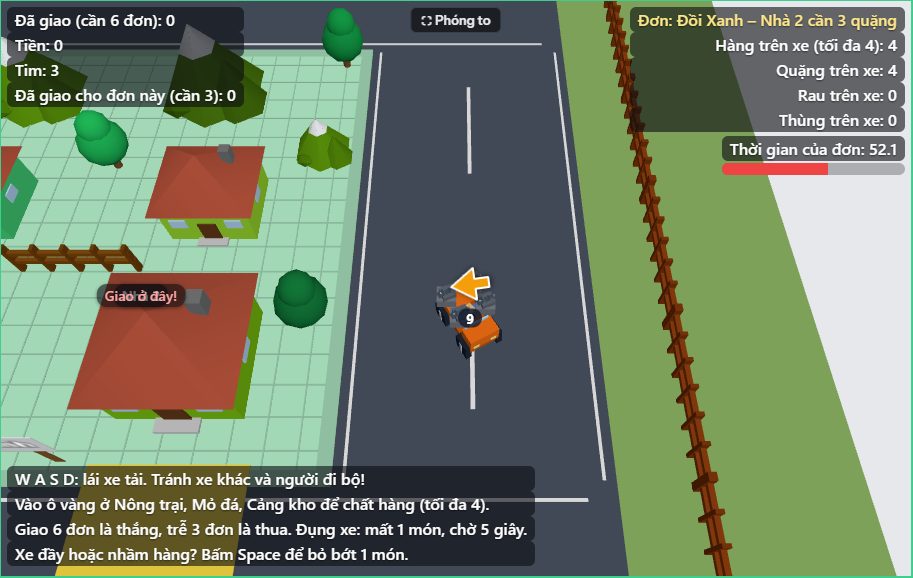 Đã giao (cần 6 đơn): 0
Tiền: 0
Tim: 3
Đã giao cho đơn này (cần 3): 0
Phóng to
Đơn: Đồi Xanh – Nhà 2 cần 3 quặng
Hàng trên xe (tối đa 4): 4
Quặng trên xe: 4
Rau trên xe: 0
Thùng trên xe: 0
Thời gian của đơn: 52.1
Giao ở đây!
9
W A S D: lái xe tải. Tránh xe khác và người đi bộ!
Vào ô vàng ở Nông trại, Mỏ đá, Cảng kho để chất hàng (tối đa 4).
Giao 6 đơn là thắng, trễ 3 đơn là thua. Đụng xe: mất 1 món, chờ 5 giây.
Xe đầy hoặc nhầm hàng? Bấm Space để bỏ bớt 1 món.